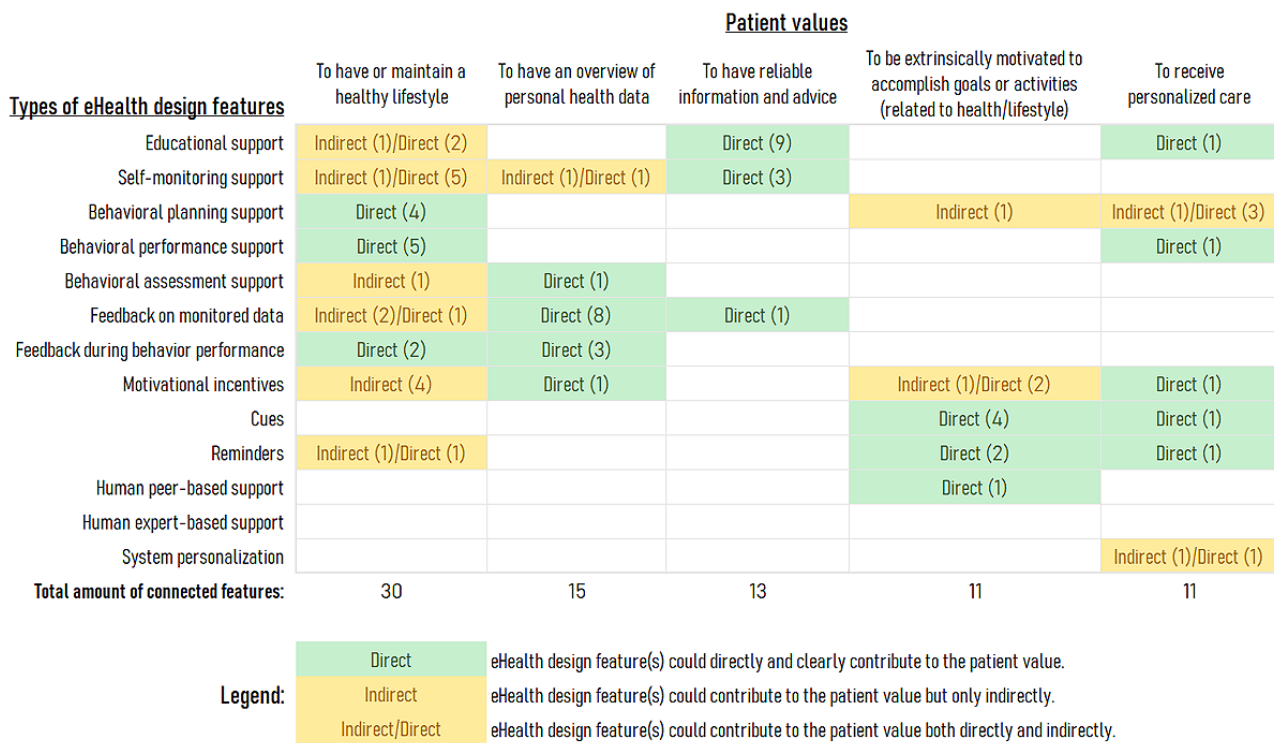 Patient values
To have or maintain a healthy lifestyle
To have an overview of personal health data
To have reliable information and advice
To be extrinsically motivated to accomplish goals or activities (related to health/lifestyle)
To receive personalized care
Types of eHealth design features
Educational support Indirect (1)/Direct (2) Direct (9) Direct (1)
Self-monitoring support Indirect (1)/Direct (5) Indirect (1)/Direct (1) Direct (3)
Behavioral planning support Direct (4) Indirect (1) Indirect (1)/Direct (3)
Behavioral performance support Direct (5) Direct (1)
Behavioral assessment support Indirect (1) Direct (1)
Feedback on monitored data Indirect (2)/Direct (1) Direct (8) Direct (1)
Feedback during behavior performance Direct (2) Direct (3)
Motivational incentives Indirect (4) Direct (1) Indirect (1)/Direct (2) Direct (1)
Cues Direct (4) Direct (1)
Reminders Indirect (1)/Direct (1) Direct (2) Direct (1)
Human peer-based support Direct (1)
Human expert-based support
System personalization Indirect (1)/Direct (1)
Total amount of connected features: 30 15 13 11 11
Legend:
Direct eHealth design feature(s) could directly and clearly contribute to the patient value.
Indirect eHealth design feature(s) could contribute to the patient value but only indirectly.
Indirect/Direct eHealth design feature(s) could contribute to the patient value both directly and indirectly.